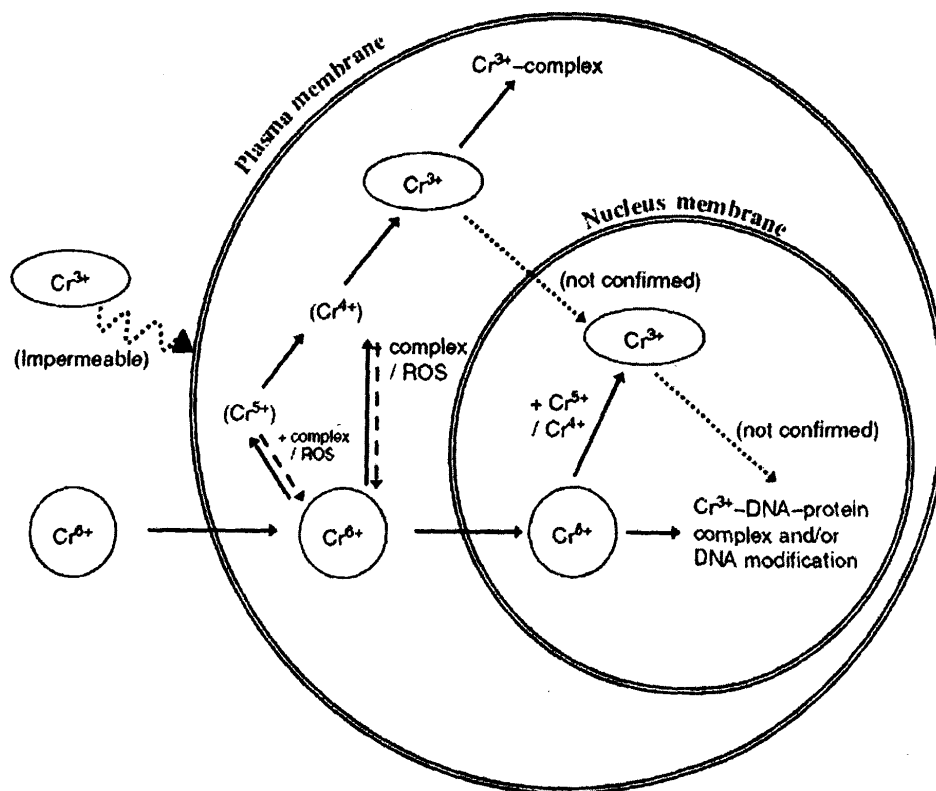 Plasma membrane
Cr³⁺–complex
Cr³⁺
Nucleus membrane
Cr³⁺
(Impermeable)
(not confirmed)
(Cr⁴⁺)
Cr³⁺
+ complex
/ ROS
(Cr⁵⁺)
+ complex
/ ROS
+ Cr⁵⁺
/ Cr⁴⁺
(not confirmed)
Cr⁶⁺
Cr⁶⁺
Cr⁶⁺
Cr³⁺–DNA–protein
complex and/or
DNA modification